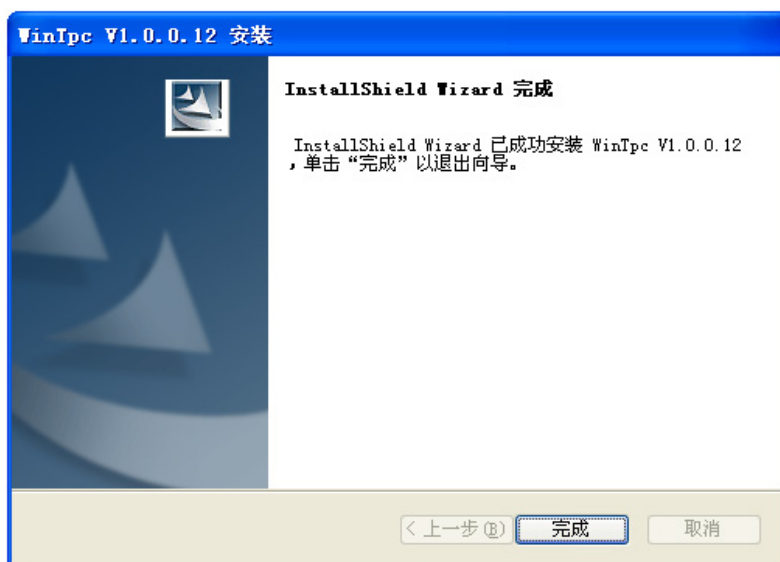 WinTpc V1.0.0.12 安装
InstallShield Wizard 完成
InstallShield Wizard 已成功安装 WinTpc V1.0.0.12
，单击“完成”以退出向导。
< 上一步(B) 完成 取消